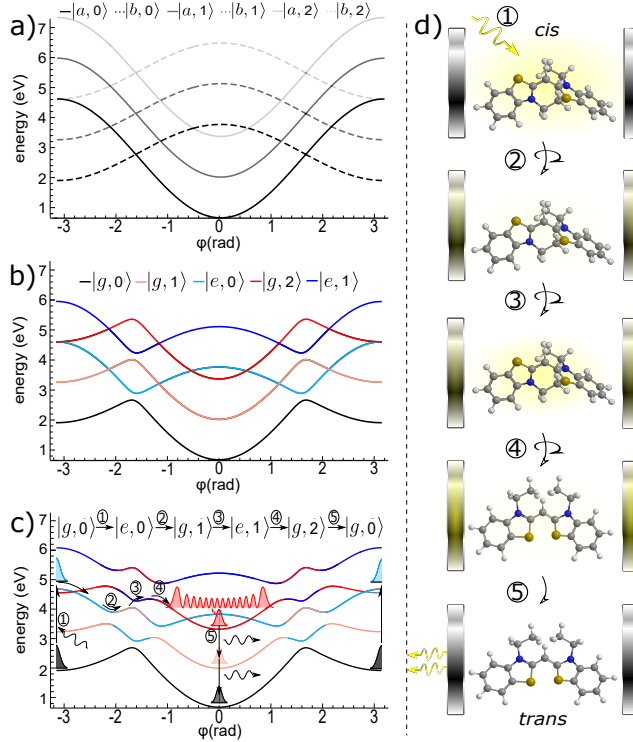 a)
—|a, 0⟩ ···|b, 0⟩ —|a, 1⟩ ···|b, 1⟩ —|a, 2⟩ ···|b, 2⟩
7
6
5
4
3
2
1
energy (eV)
-3 -2 -1 0 1 2 3
φ(rad)
b)
—|g, 0⟩ —|g, 1⟩ —|e, 0⟩ —|g, 2⟩ —|e, 1⟩
7
6
5
4
3
2
1
energy (eV)
-3 -2 -1 0 1 2 3
φ(rad)
c)
|g, 0⟩ ①→ |e, 0⟩ ②→ |g, 1⟩ ③→ |e, 1⟩ ④→ |g, 2⟩ ⑤→ |g, 0⟩
7
6
5
4
3
2
1
energy (eV)
①
②
③
④
⑤
-3 -2 -1 0 1 2 3
φ(rad)
d)
①
cis
②
③
④
⑤
trans